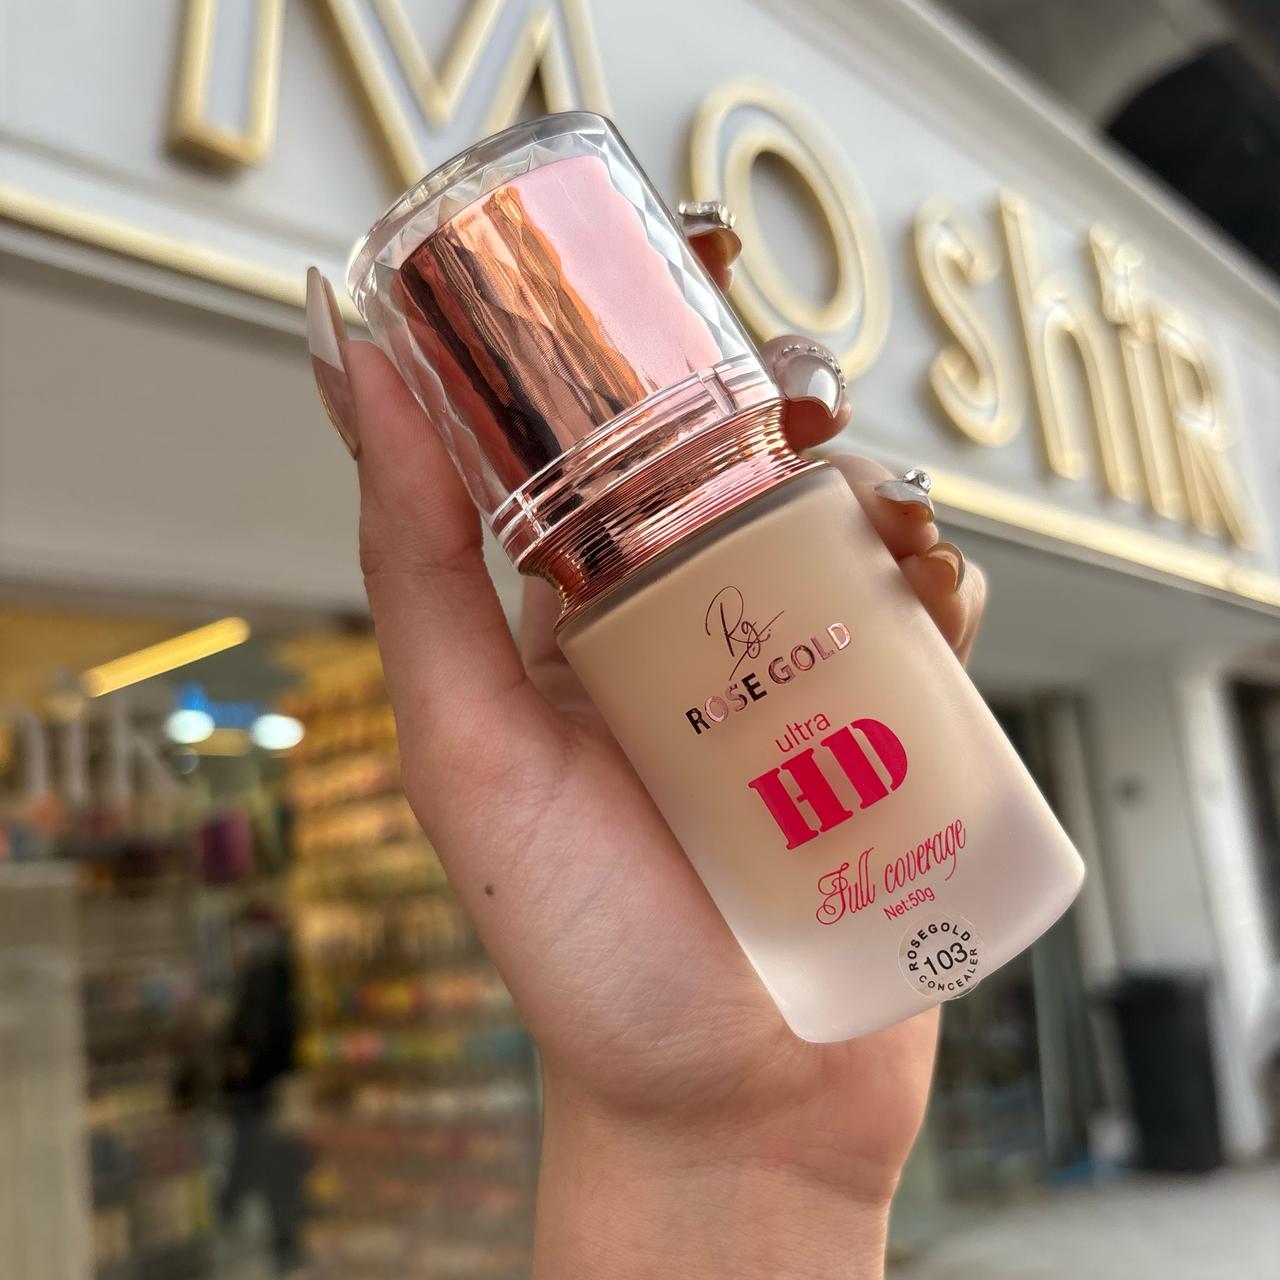 MoshiR
Rg.
ROSE GOLD
ultra
HD
Full coverage
Net:50g
ROSEGOLD
103
CONCEALER